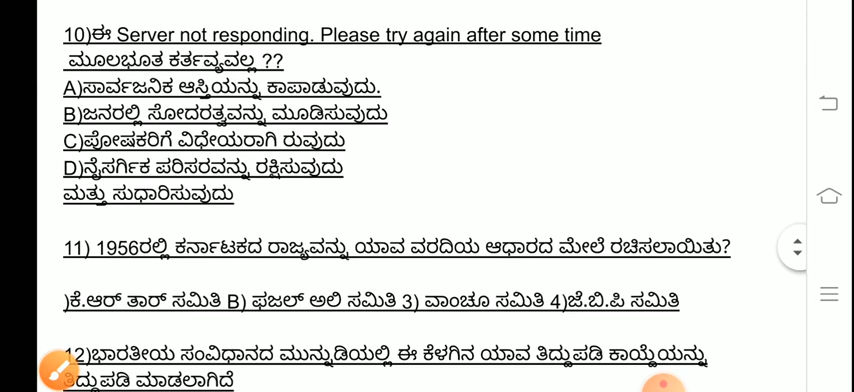 10)ಈ Server not responding. Please try again after some time
ಮೂಲಭೂತ ಕರ್ತವ್ಯವಲ್ಲ ??
A)ಸಾರ್ವಜನಿಕ ಆಸ್ತಿಯನ್ನು ಕಾಪಾಡುವುದು.
B)ಜನರಲ್ಲಿ ಸೋದರತ್ವವನ್ನು ಮೂಡಿಸುವುದು
C)ಪೋಷಕರಿಗೆ ವಿಧೇಯರಾಗಿ ರುವುದು
D)ನೈಸರ್ಗಿಕ ಪರಿಸರವನ್ನು ರಕ್ಷಿಸುವುದು
ಮತ್ತು ಸುಧಾರಿಸುವುದು
11) 1956ರಲ್ಲಿ ಕರ್ನಾಟಕದ ರಾಜ್ಯವನ್ನು ಯಾವ ವರದಿಯ ಆಧಾರದ ಮೇಲೆ ರಚಿಸಲಾಯಿತು?
)ಕೆ.ಆರ್ ತಾರ್ ಸಮಿತಿ B) ಫಜಲ್ ಅಲಿ ಸಮಿತಿ 3) ವಾಂಚೂ ಸಮಿತಿ 4)ಜೆ.ಬಿ.ಪಿ ಸಮಿತಿ
12)ಭಾರತೀಯ ಸಂವಿಧಾನದ ಮುನ್ನುಡಿಯಲ್ಲಿ ಈ ಕೆಳಗಿನ ಯಾವ ತಿದ್ದುಪಡಿ ಕಾಯ್ದೆಯನ್ನು
ತಿದ್ದುಪಡಿ ಮಾಡಲಾಗಿದೆ